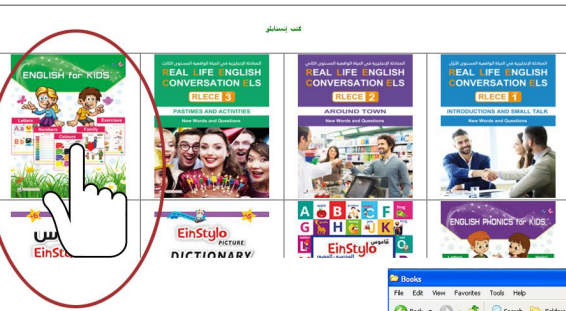 كتب إنستايلو
ENGLISH for KIDS
Letters
Numbers
Colours
Family
Exercises
المحادثة الإنجليزية في الحياة الواقعية المستوى الثالث
REAL LIFE ENGLISH
CONVERSATION ELS
RLECE 3
PASTIMES AND ACTIVITIES
New Words and Questions
المحادثة الإنجليزية في الحياة الواقعية المستوى الثاني
REAL LIFE ENGLISH
CONVERSATION ELS
RLECE 2
AROUND TOWN
New Words and Questions
المحادثة الإنجليزية في الحياة الواقعية المستوى الأول
REAL LIFE ENGLISH
CONVERSATION ELS
RLECE 1
INTRODUCTIONS AND SMALL TALK
New Words and Questions
EinStylo
PICTURE
DICTIONARY
A B F
G H K
قاموس
EinStylo
ENGLISH PHONICS for KIDS
Books
File Edit View Favorites Tools Help
Back Search Folders